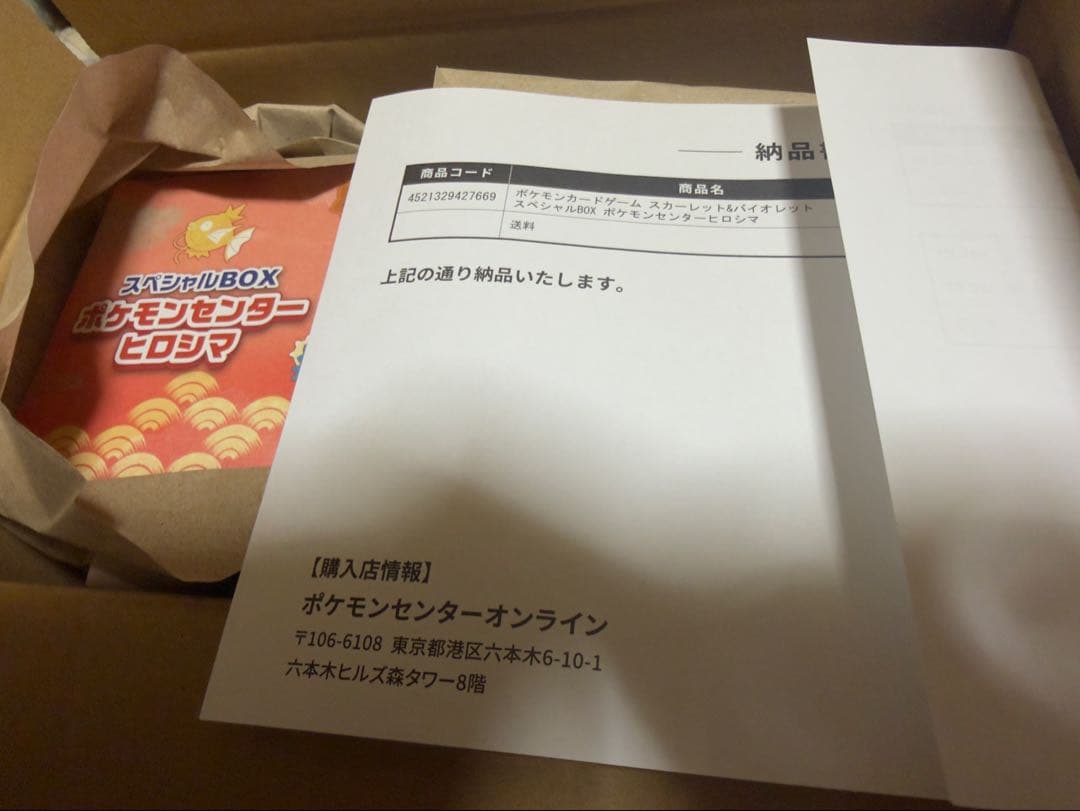 スペシャルBOX
ポケモンセンター
ヒロシマ
納品
商品コード 商品名
4521329427669 ポケモンカードゲーム スカーレット&バイオレット
スペシャルBOX ポケモンセンターヒロシマ
送料
上記の通り納品いたします。
【購入店情報】
ポケモンセンターオンライン
〒106-6108 東京都港区六本木6-10-1
六本木ヒルズ森タワー8階